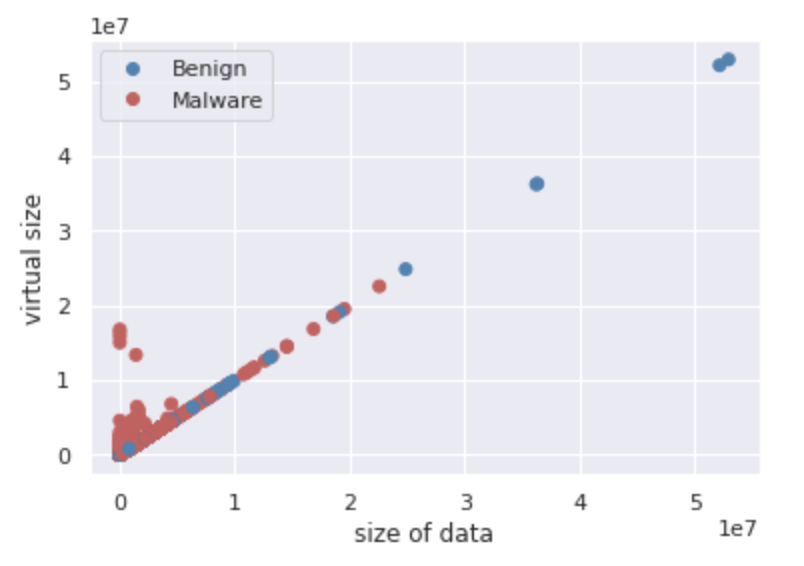 1e7
Benign
Malware
5
4
3
2
1
0
virtual size
0 1 2 3 4 5
1e7
size of data